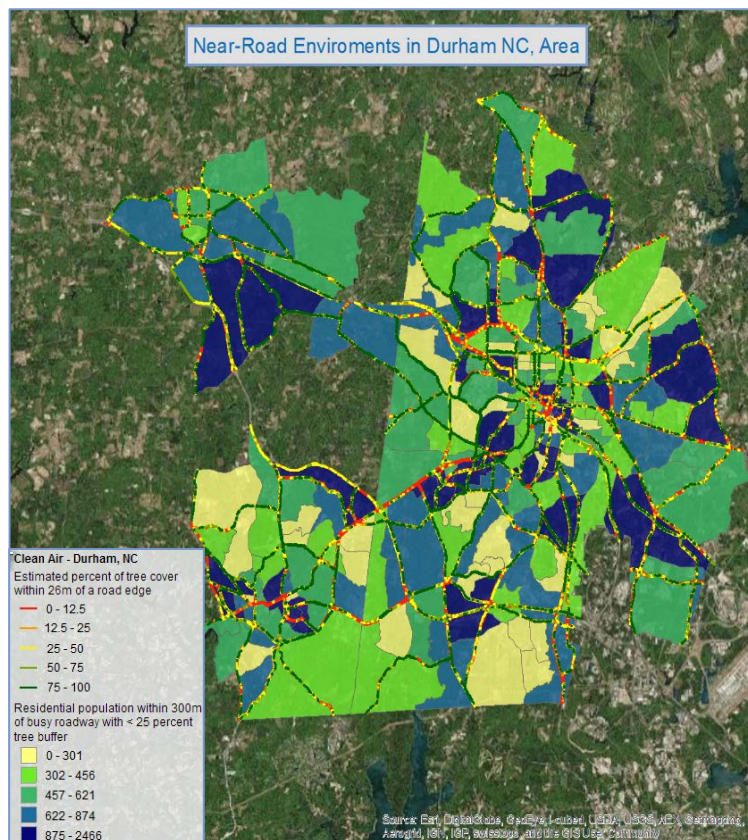 Near-Road Enviroments in Durham NC, Area
Clean Air - Durham, NC
Estimated percent of tree cover
within 26m of a road edge
0 - 12.5
12.5 - 25
25 - 50
50 - 75
75 - 100
Residential population within 300m
of busy roadway with < 25 percent
tree buffer
0 - 301
302 - 456
457 - 621
622 - 874
875 - 2466
Source: Esri, DigitalGlobe, GeoEye, i-cubed, USDA, USGS, AEX, Getmapping,
Aerogrid, IGN, IGP, swisstopo, and the GIS User Community